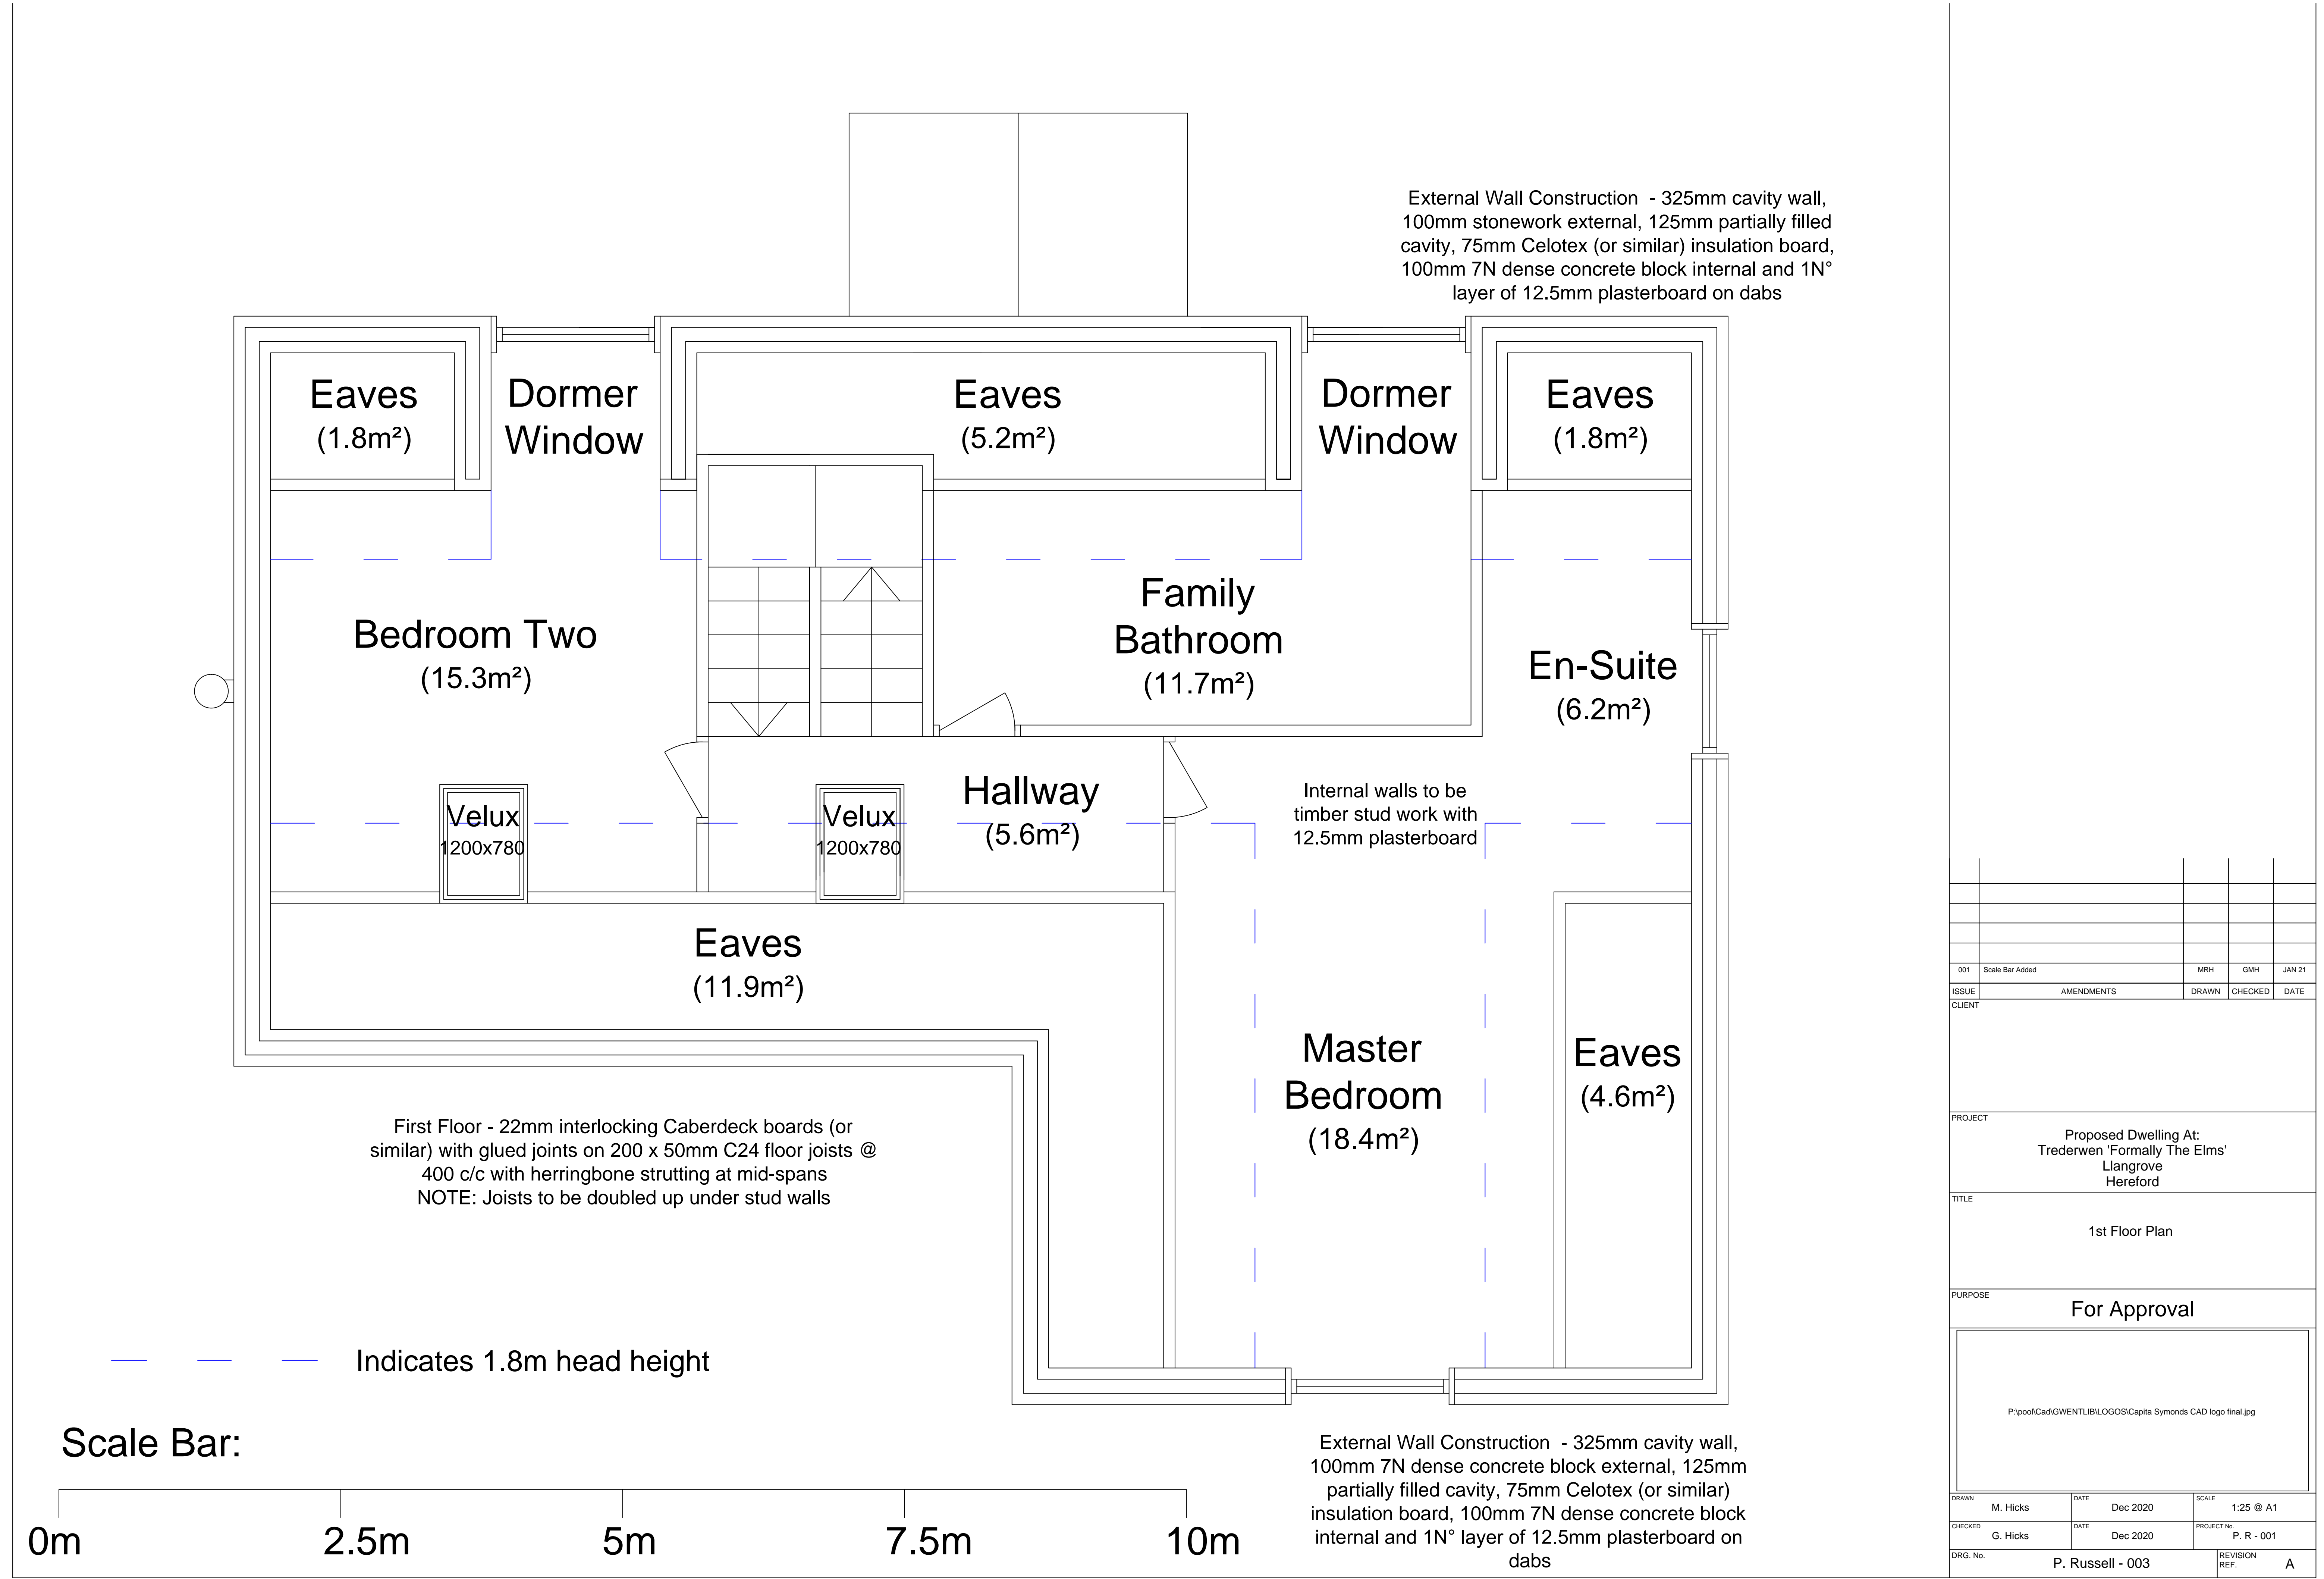 External Wall Construction  - 325mm cavity wall,
100mm stonework external, 125mm partially filled
cavity, 75mm Celotex (or similar) insulation board,
100mm 7N dense concrete block internal and 1N°
layer of 12.5mm plasterboard on dabs
Eaves
(1.8m²)
Dormer
Window
Eaves
(5.2m²)
Dormer
Window
Eaves
(1.8m²)
Bedroom Two
(15.3m²)
Family
Bathroom
(11.7m²)
En-Suite
(6.2m²)
Velux
1200x780
Velux
1200x780
Hallway
(5.6m²)
Internal walls to be
timber stud work with
12.5mm plasterboard
Eaves
(11.9m²)
Master
Bedroom
(18.4m²)
Eaves
(4.6m²)
First Floor - 22mm interlocking Caberdeck boards (or
similar) with glued joints on 200 x 50mm C24 floor joists @
400 c/c with herringbone strutting at mid-spans
NOTE: Joists to be doubled up under stud walls
Indicates 1.8m head height
Scale Bar:
0m 2.5m 5m 7.5m 10m
External Wall Construction  - 325mm cavity wall,
100mm 7N dense concrete block external, 125mm
partially filled cavity, 75mm Celotex (or similar)
insulation board, 100mm 7N dense concrete block
internal and 1N° layer of 12.5mm plasterboard on
dabs
001 Scale Bar Added MRH GMH JAN 21
ISSUE AMENDMENTS DRAWN CHECKED DATE
CLIENT
PROJECT
Proposed Dwelling At:
Trederwen 'Formally The Elms'
Llangrove
Hereford
TITLE
1st Floor Plan
PURPOSE
For Approval
P:\pool\Cad\GWENTLIB\LOGOS\Capita Symonds CAD logo final.jpg
DRAWN M. Hicks DATE Dec 2020 SCALE 1:25 @ A1
CHECKED G. Hicks DATE Dec 2020 PROJECT No. P. R - 001
DRG. No. P. Russell - 003 REVISION REF. A